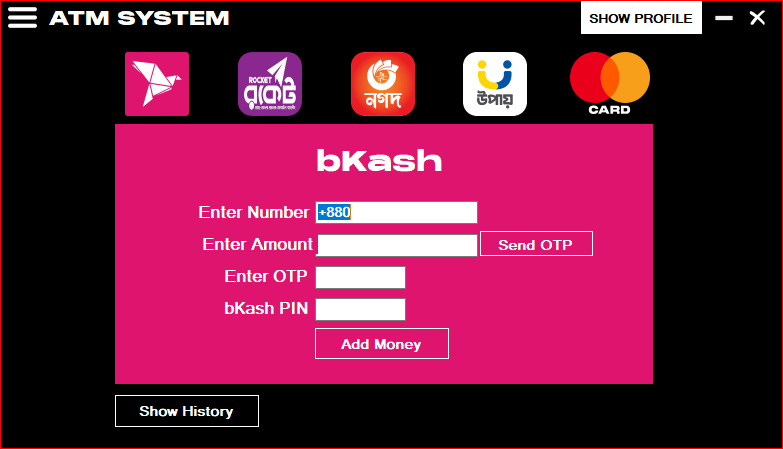 ATM SYSTEM
SHOW PROFILE
ROCKET
রকেট
নগদ
উপায়
CARD
bKash
Enter Number +880
Enter Amount Send OTP
Enter OTP
bKash PIN
Add Money
Show History